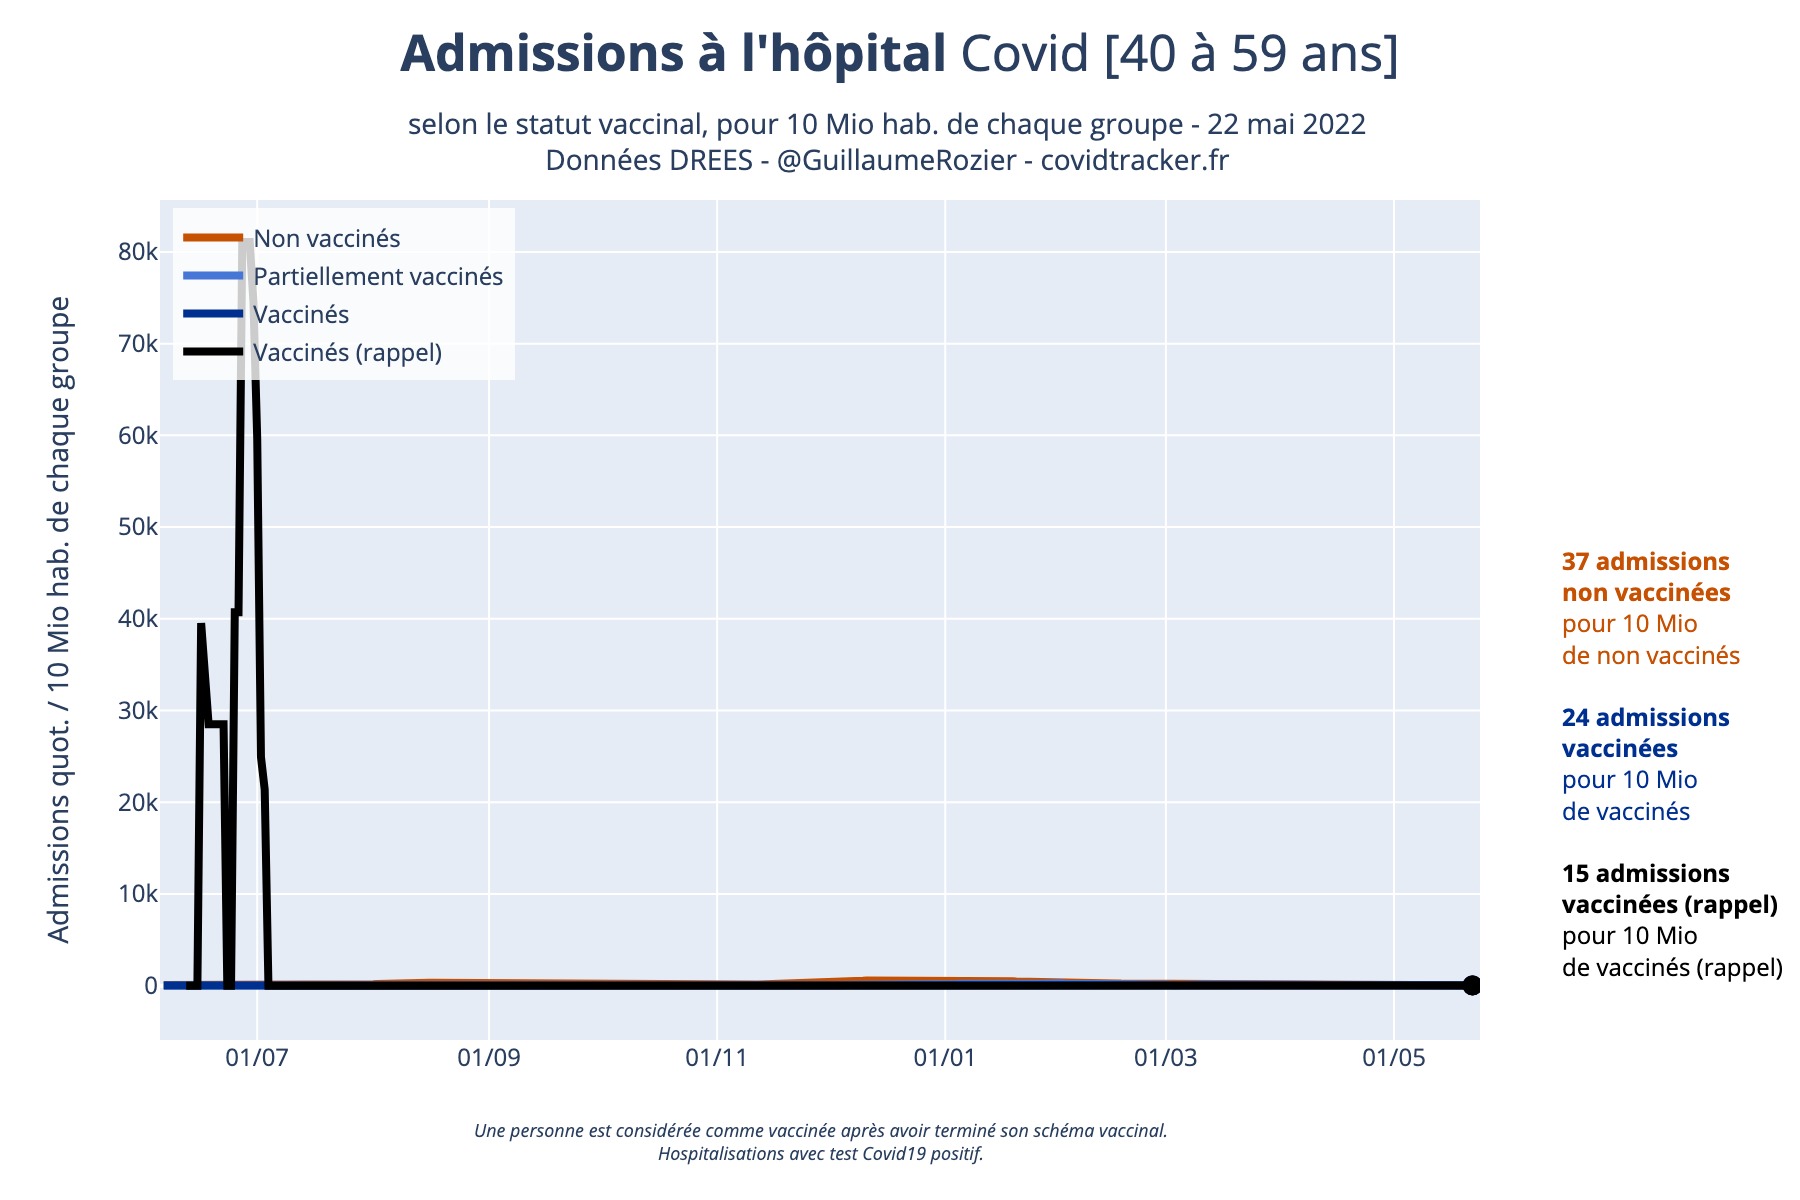 Admissions à l'hôpital Covid [40 à 59 ans]
selon le statut vaccinal, pour 10 Mio hab. de chaque groupe - 22 mai 2022
Données DREES - @GuillaumeRozier - covidtracker.fr
Admissions quot. / 10 Mio hab. de chaque groupe
80k
70k
60k
50k
40k
30k
20k
10k
0
Non vaccinés
Partiellement vaccinés
Vaccinés
Vaccinés (rappel)
01/07
01/09
01/11
01/01
01/03
01/05
37 admissions
non vaccinées
pour 10 Mio
de non vaccinés
24 admissions
vaccinées
pour 10 Mio
de vaccinés
15 admissions
vaccinées (rappel)
pour 10 Mio
de vaccinés (rappel)
Une personne est considérée comme vaccinée après avoir terminé son schéma vaccinal.
Hospitalisations avec test Covid19 positif.